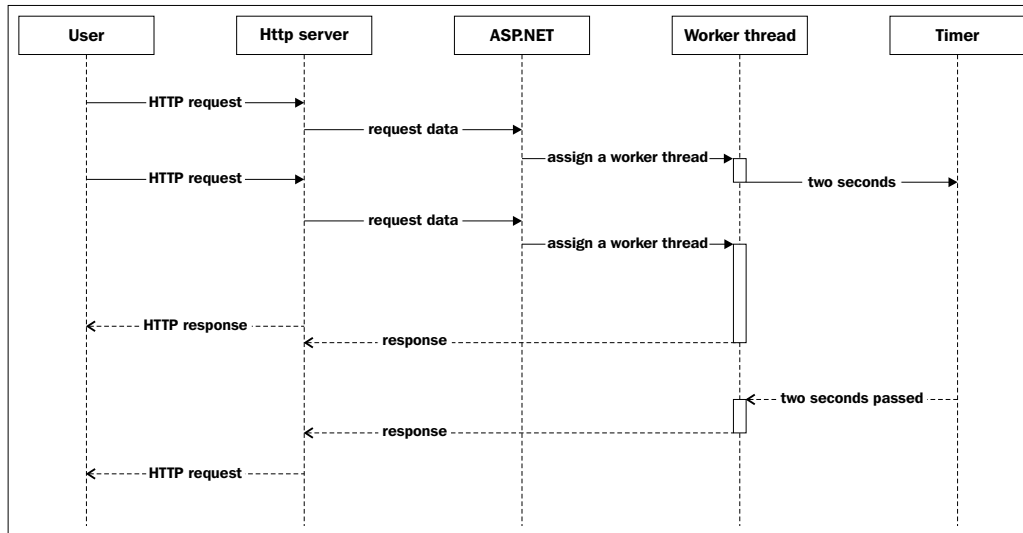 User
Http server
ASP.NET
Worker thread
Timer
HTTP request
request data
assign a worker thread
HTTP request
two seconds
request data
assign a worker thread
HTTP response
response
two seconds passed
response
HTTP request